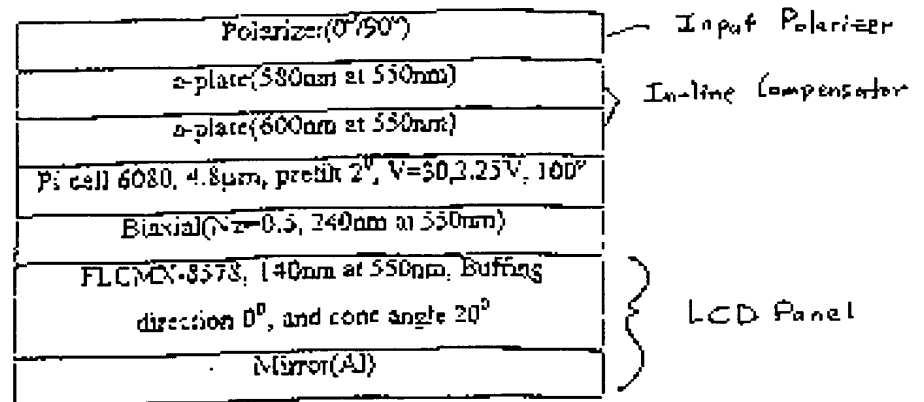 Polarizer(0°/90°)
Input Polarizer
a-plate(580nm at 550nm)
In-line Compensator
a-plate(600nm at 550nm)
Pi cell 6080, 4.8μm, pretilt 2⁰, V=30,2.25V, 100°
Biaxial(Nz=0.5, 240nm at 550nm)
FLCMX-8578, 140nm at 550nm, Buffing
direction 0⁰, and cone angle 20⁰
LCD Panel
Mirror(Al)